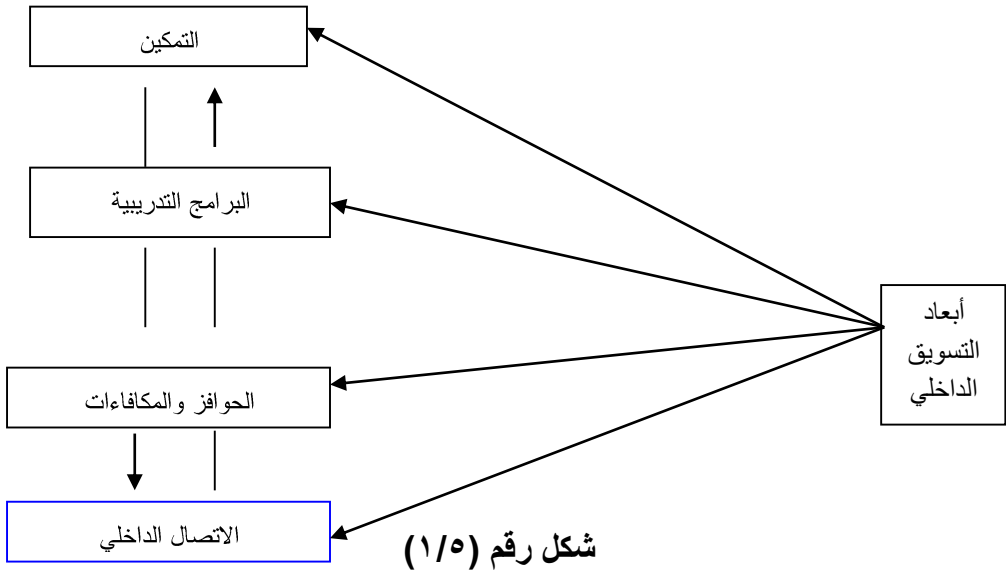 التمكين
البرامج التدريبية
أبعاد
التسويق
الداخلي
الحوافز والمكافاءات
الاتصال الداخلي
شكل رقم (١/٥)